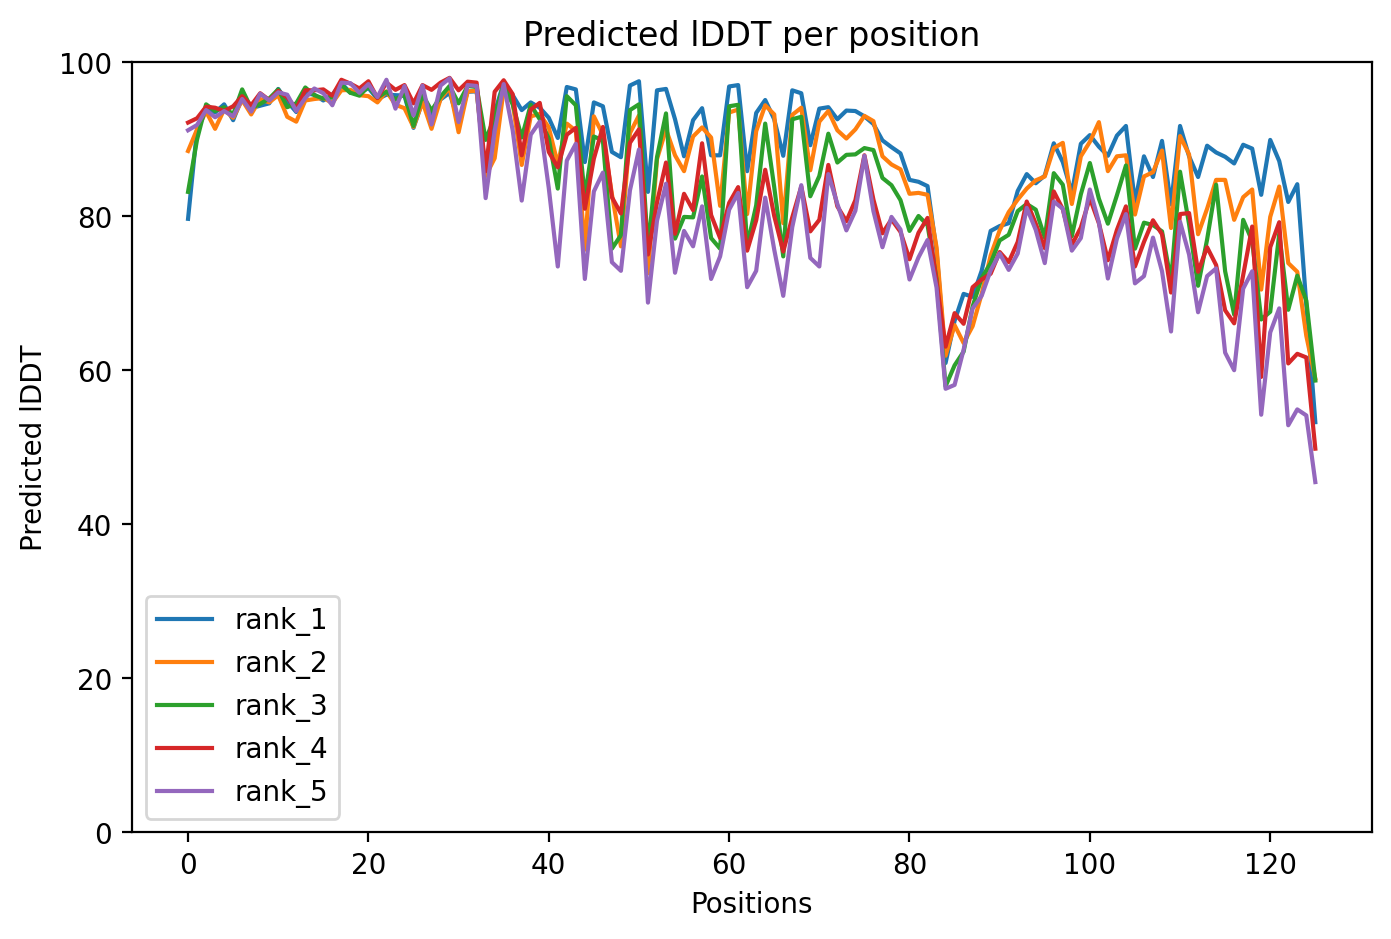 Predicted lDDT per position
100
80
60
40
20
0
Predicted lDDT
rank_1
rank_2
rank_3
rank_4
rank_5
0 20 40 60 80 100 120
Positions